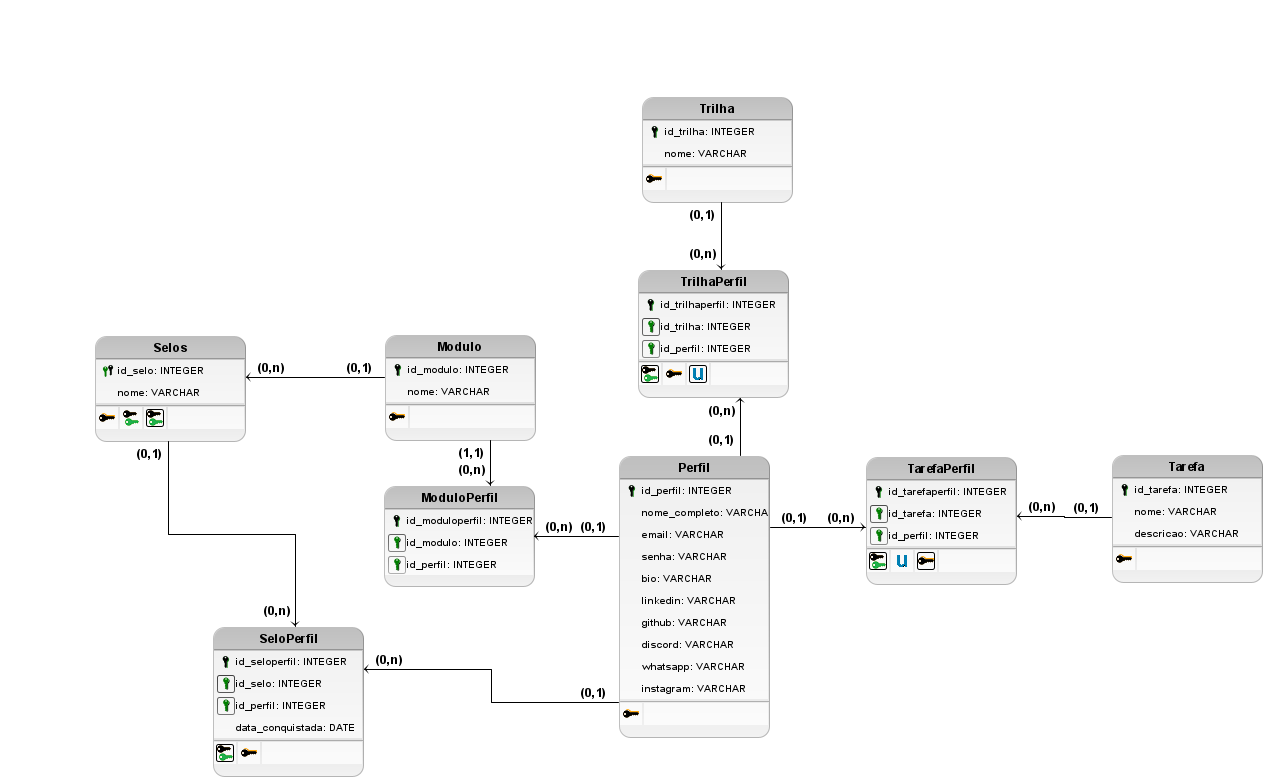 Trilha
id_trilha: INTEGER
nome: VARCHAR
(0,1)
(0,n)
TrilhaPerfil
id_trilhaperfil: INTEGER
id_trilha: INTEGER
id_perfil: INTEGER
u
(0,n)
(0,1)
Selos
id_selo: INTEGER
nome: VARCHAR
(0,n)
(0,1)
Modulo
id_modulo: INTEGER
nome: VARCHAR
(0,1)
(1,1)
(0,n)
ModuloPerfil
id_moduloperfil: INTEGER
id_modulo: INTEGER
id_perfil: INTEGER
(0,n)
(0,1)
Perfil
id_perfil: INTEGER
nome_completo: VARCHA
email: VARCHAR
senha: VARCHAR
bio: VARCHAR
linkedin: VARCHAR
github: VARCHAR
discord: VARCHAR
whatsapp: VARCHAR
instagram: VARCHAR
(0,1)
(0,n)
TarefaPerfil
id_tarefaperfil: INTEGER
id_tarefa: INTEGER
id_perfil: INTEGER
u
(0,n)
(0,1)
Tarefa
id_tarefa: INTEGER
nome: VARCHAR
descricao: VARCHAR
(0,n)
SeloPerfil
id_seloperfil: INTEGER
id_selo: INTEGER
id_perfil: INTEGER
data_conquistada: DATE
(0,n)
(0,1)